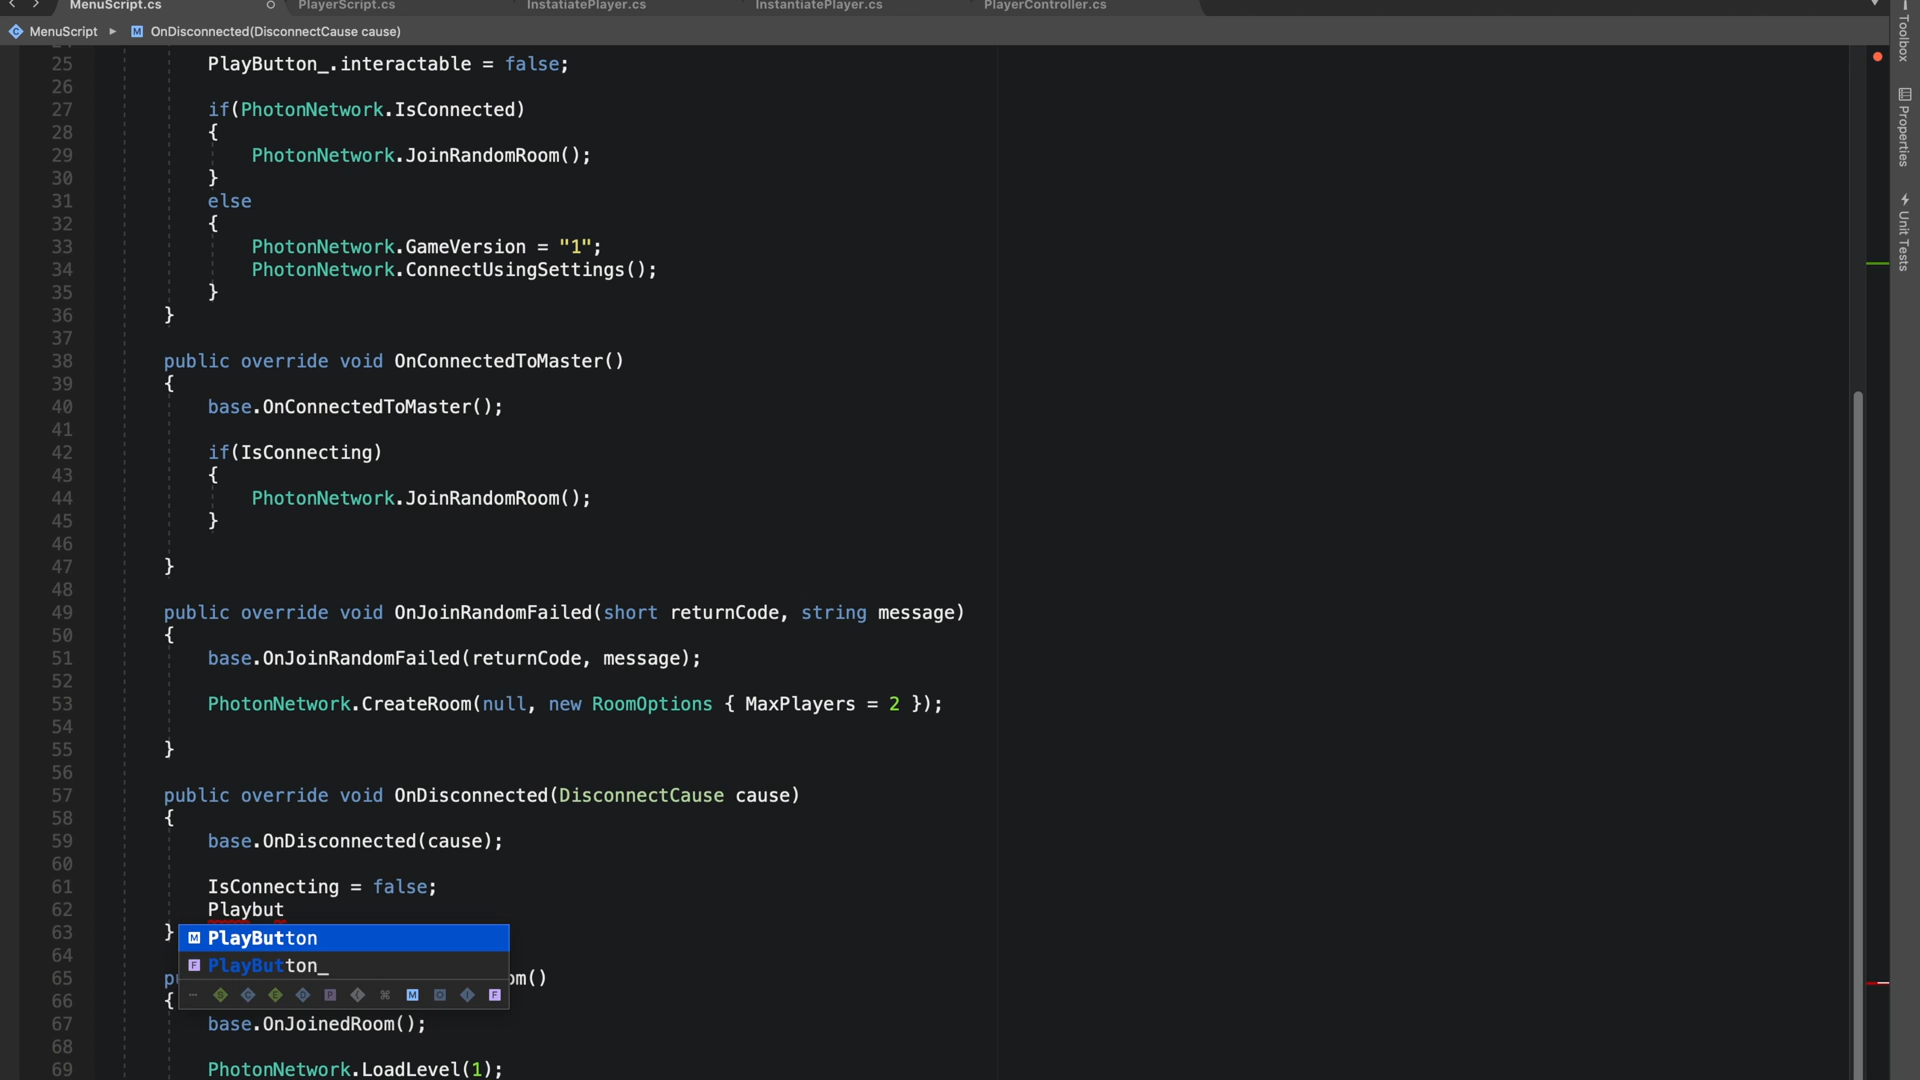 MenuScript.cs PlayerScript.cs InstatiatePlayer.cs InstantiatePlayer.cs PlayerController.cs
MenuScript ▸ M OnDisconnected(DisconnectCause cause)
25 PlayButton_.interactable = false;
26
27 if(PhotonNetwork.IsConnected)
28 {
29 PhotonNetwork.JoinRandomRoom();
30 }
31 else
32 {
33 PhotonNetwork.GameVersion = "1";
34 PhotonNetwork.ConnectUsingSettings();
35 }
36 }
37
38 public override void OnConnectedToMaster()
39 {
40 base.OnConnectedToMaster();
41
42 if(IsConnecting)
43 {
44 PhotonNetwork.JoinRandomRoom();
45 }
46
47 }
48
49 public override void OnJoinRandomFailed(short returnCode, string message)
50 {
51 base.OnJoinRandomFailed(returnCode, message);
52
53 PhotonNetwork.CreateRoom(null, new RoomOptions { MaxPlayers = 2 });
54
55 }
56
57 public override void OnDisconnected(DisconnectCause cause)
58 {
59 base.OnDisconnected(cause);
60
61 IsConnecting = false;
62 Playbut
63 }
M PlayButton
64
F PlayButton_
65 om()
66 {
67 base.OnJoinedRoom();
68
69 PhotonNetwork.LoadLevel(1);
Toolbox
Properties
Unit Tests